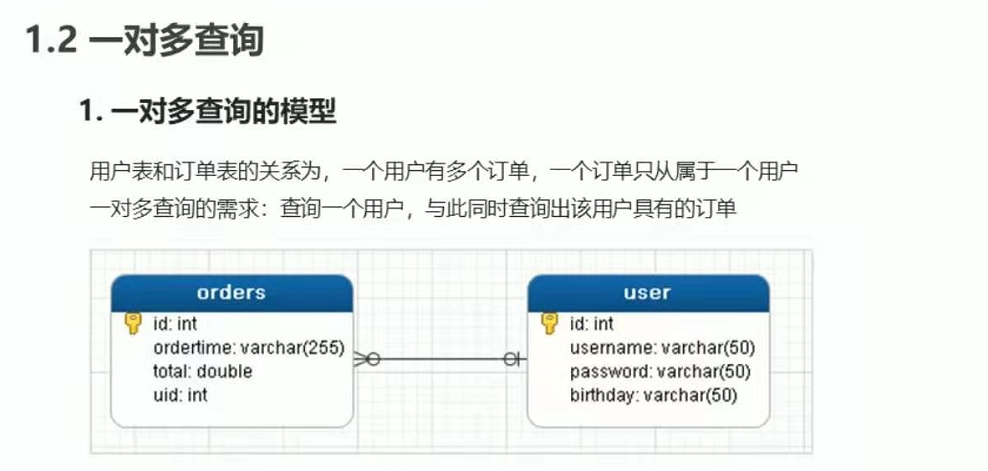 1.2 一对多查询
1. 一对多查询的模型
用户表和订单表的关系为，一个用户有多个订单，一个订单只从属于一个用户
一对多查询的需求：查询一个用户，与此同时查询出该用户具有的订单
orders
id: int
ordertime: varchar(255)
total: double
uid: int
user
id: int
username: varchar(50)
password: varchar(50)
birthday: varchar(50)